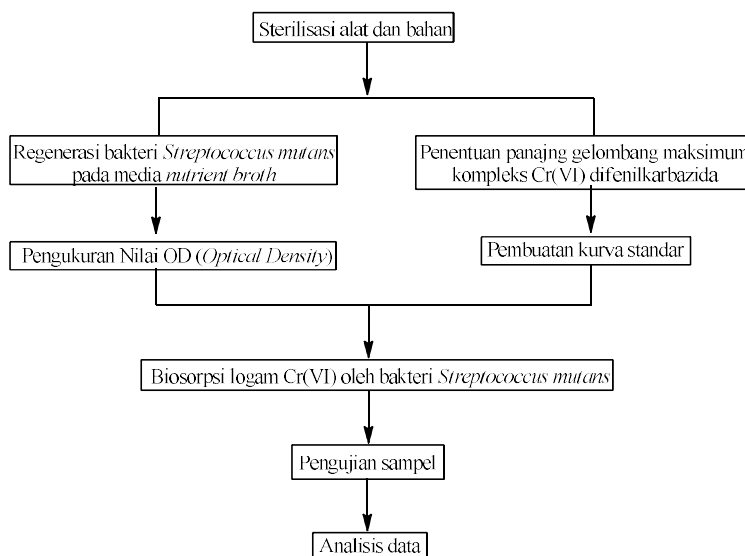 Sterilisasi alat dan bahan
Regenerasi bakteri Streptococcus mutans
pada media nutrient broth
Penentuan panajng gelombang maksimum
kompleks Cr(VI) difenilkarbazida
Pengukuran Nilai OD (Optical Density)
Pembuatan kurva standar
Biosorpsi logam Cr(VI) oleh bakteri Streptococcus mutans
Pengujian sampel
Analisis data